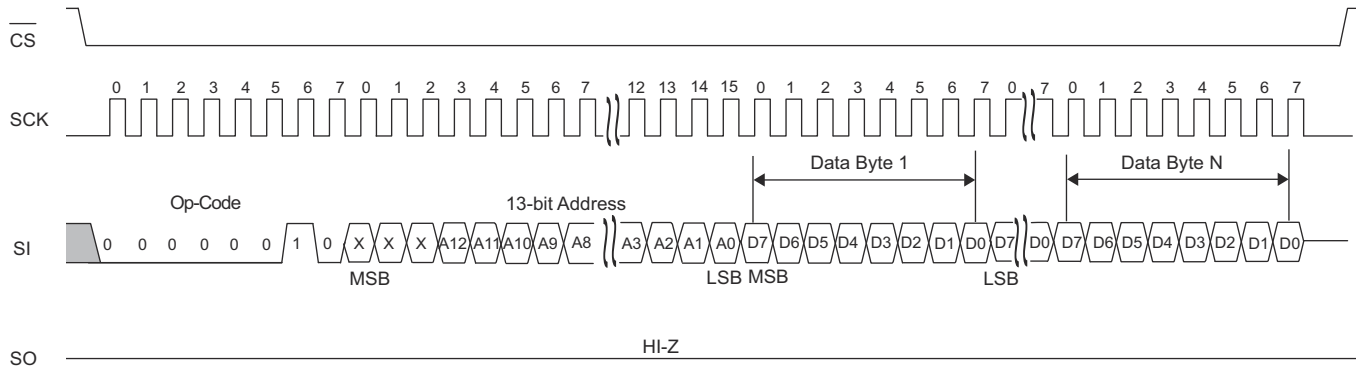 CS
0 1 2 3 4 5 6 7 0 1 2 3 4 5 6 7 12 13 14 15 0 1 2 3 4 5 6 7 0 7 0 1 2 3 4 5 6 7
SCK
Data Byte 1 Data Byte N
Op-Code 13-bit Address
SI 0 0 0 0 0 0 1 0 X X X A12 A11 A10 A9 A8 A3 A2 A1 A0 D7 D6 D5 D4 D3 D2 D1 D0 D7 D0 D7 D6 D5 D4 D3 D2 D1 D0
MSB LSB MSB LSB
HI-Z
SO